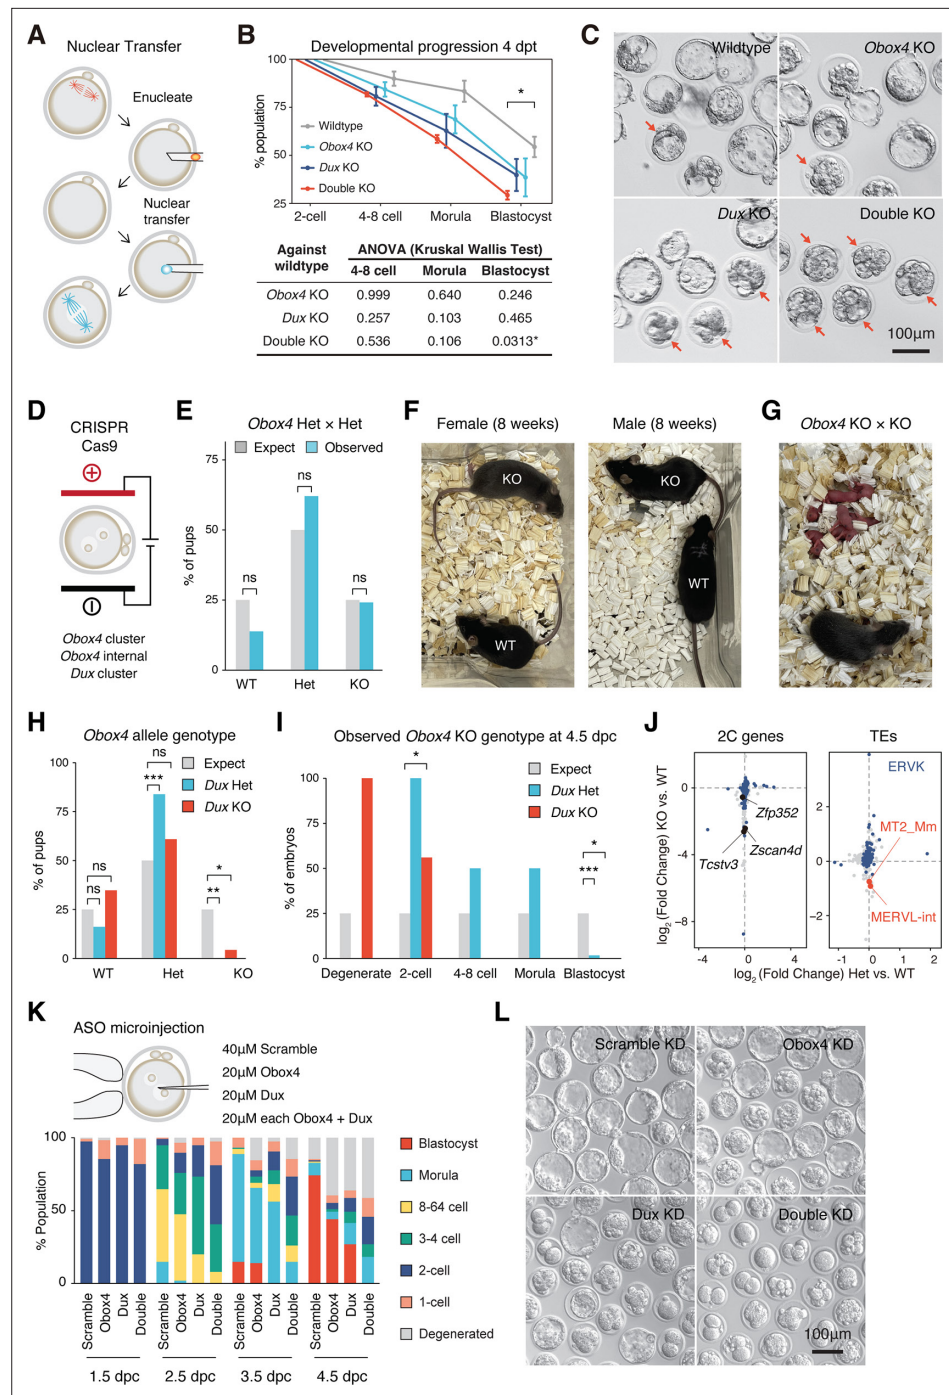 A
Nuclear Transfer
Enucleate
Nuclear
transfer
B
Developmental progression 4 dpt
% population
100
75
50
25
*
Wildtype
Obox4 KO
Dux KO
Double KO
2-cell
4-8 cell
Morula
Blastocyst
Against wildtype
ANOVA (Kruskal Wallis Test)
4-8 cell Morula Blastocyst
Obox4 KO 0.999 0.640 0.246
Dux KO 0.257 0.103 0.465
Double KO 0.536 0.106 0.0313*
C
Wildtype
Obox4 KO
Dux KO
Double KO
100µm
D
CRISPR
Cas9
+
−
Obox4 cluster
Obox4 internal
Dux cluster
E
Obox4 Het × Het
Expect
Observed
% of pups
75
50
25
0
ns
ns
ns
WT
Het
KO
F
Female (8 weeks)
KO
WT
Male (8 weeks)
KO
WT
G
Obox4 KO × KO
H
Obox4 allele genotype
% of pups
100
75
50
25
0
Expect
Dux Het
Dux KO
ns
ns
ns
***
*
**
WT
Het
KO
I
Observed Obox4 KO genotype at 4.5 dpc
% of embryos
100
75
50
25
0
Expect
Dux Het
Dux KO
*
*
***
Degenerate
2-cell
4-8 cell
Morula
Blastocyst
J
2C genes
TEs
log2 (Fold Change) KO vs. WT
0
−4
−8
Zfp352
Zscan4d
Tcstv3
−4
0
4
ERVK
MT2_Mm
MERVL-int
2
0
−2
−1
0
1
2
log2 (Fold Change) Het vs. WT
K
ASO microinjection
40µM Scramble
20µM Obox4
20µM Dux
20µM each Obox4 + Dux
% Population
100
50
0
Blastocyst
Morula
8-64 cell
3-4 cell
2-cell
1-cell
Degenerated
Scramble
Obox4
Dux
Double
Scramble
Obox4
Dux
Double
Scramble
Obox4
Dux
Double
Scramble
Obox4
Dux
Double
1.5 dpc
2.5 dpc
3.5 dpc
4.5 dpc
L
Scramble KD
Obox4 KD
Dux KD
Double KD
100µm